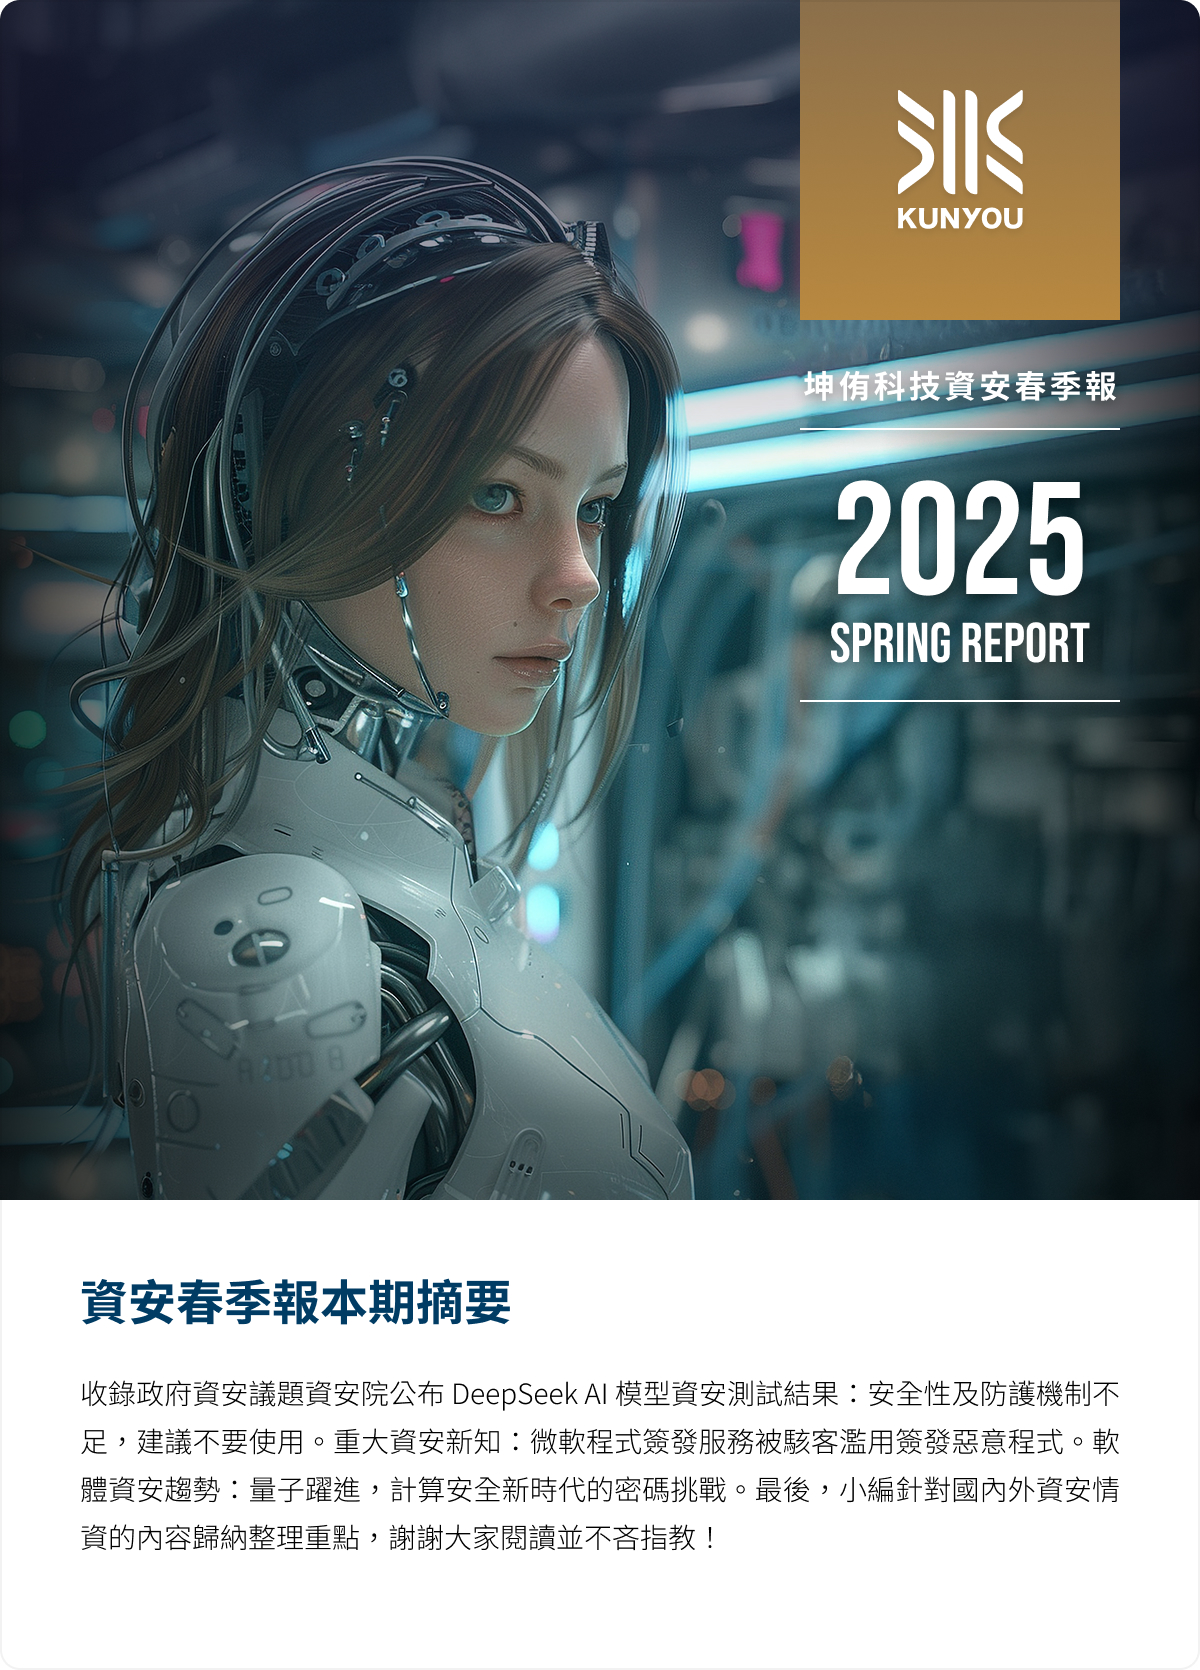 KUNYOU
坤侑科技資安春季報
2025
SPRING REPORT
資安春季報本期摘要
收錄政府資安議題資安院公布 DeepSeek AI 模型資安測試結果：安全性及防護機制不
足，建議不要使用。重大資安新知：微軟程式簽發服務被駭客濫用簽發惡意程式。軟
體資安趨勢：量子躍進，計算安全新時代的密碼挑戰。最後，小編針對國內外資安情
資的內容歸納整理重點，謝謝大家閱讀並不吝指教！